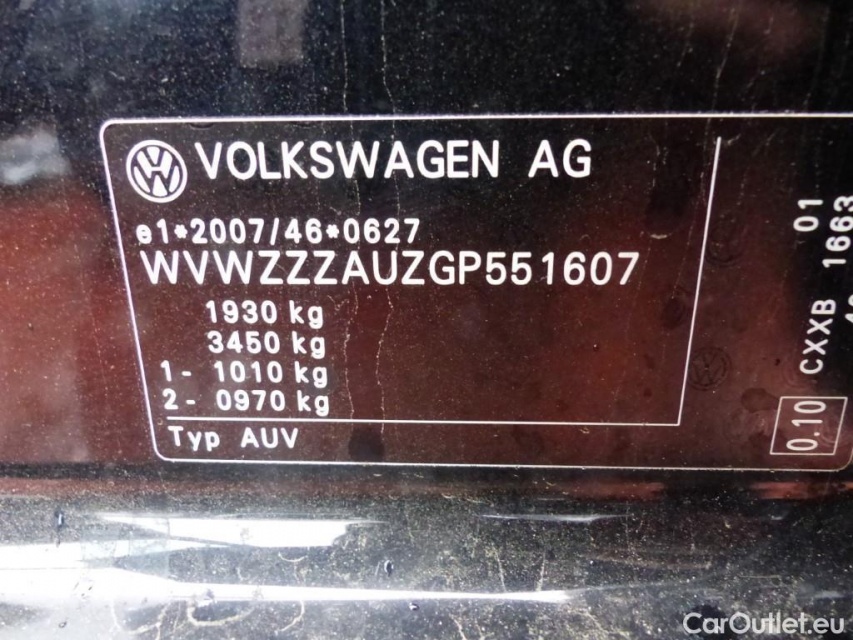 VOLKSWAGEN AG
e1*2007/46*0627
WVWZZZAUZGP551607
1930 kg
3450 kg
1- 1010 kg
2- 0970 kg
Typ AUV
01
CXXB 1663
0.10
CarOutlet.eu